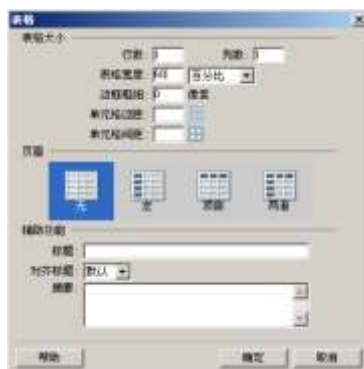 表格
表格大小
行数: 列数:
表格宽度: 百分比
边框粗细: 0 像素
单元格边距:
单元格间距:
页眉
无 左 顶部 两者
辅助功能
标题:
对齐标题: 默认
摘要:
帮助 确定 取消